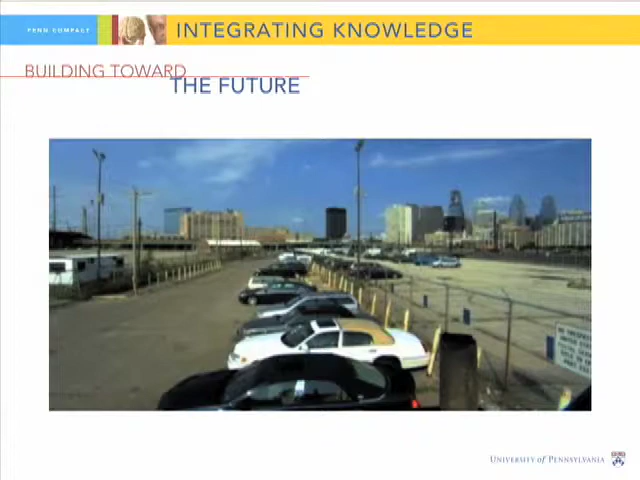 PENN COMPACT
INTEGRATING KNOWLEDGE
BUILDING TOWARD
THE FUTURE
UNIVERSITY of PENNSYLVANIA